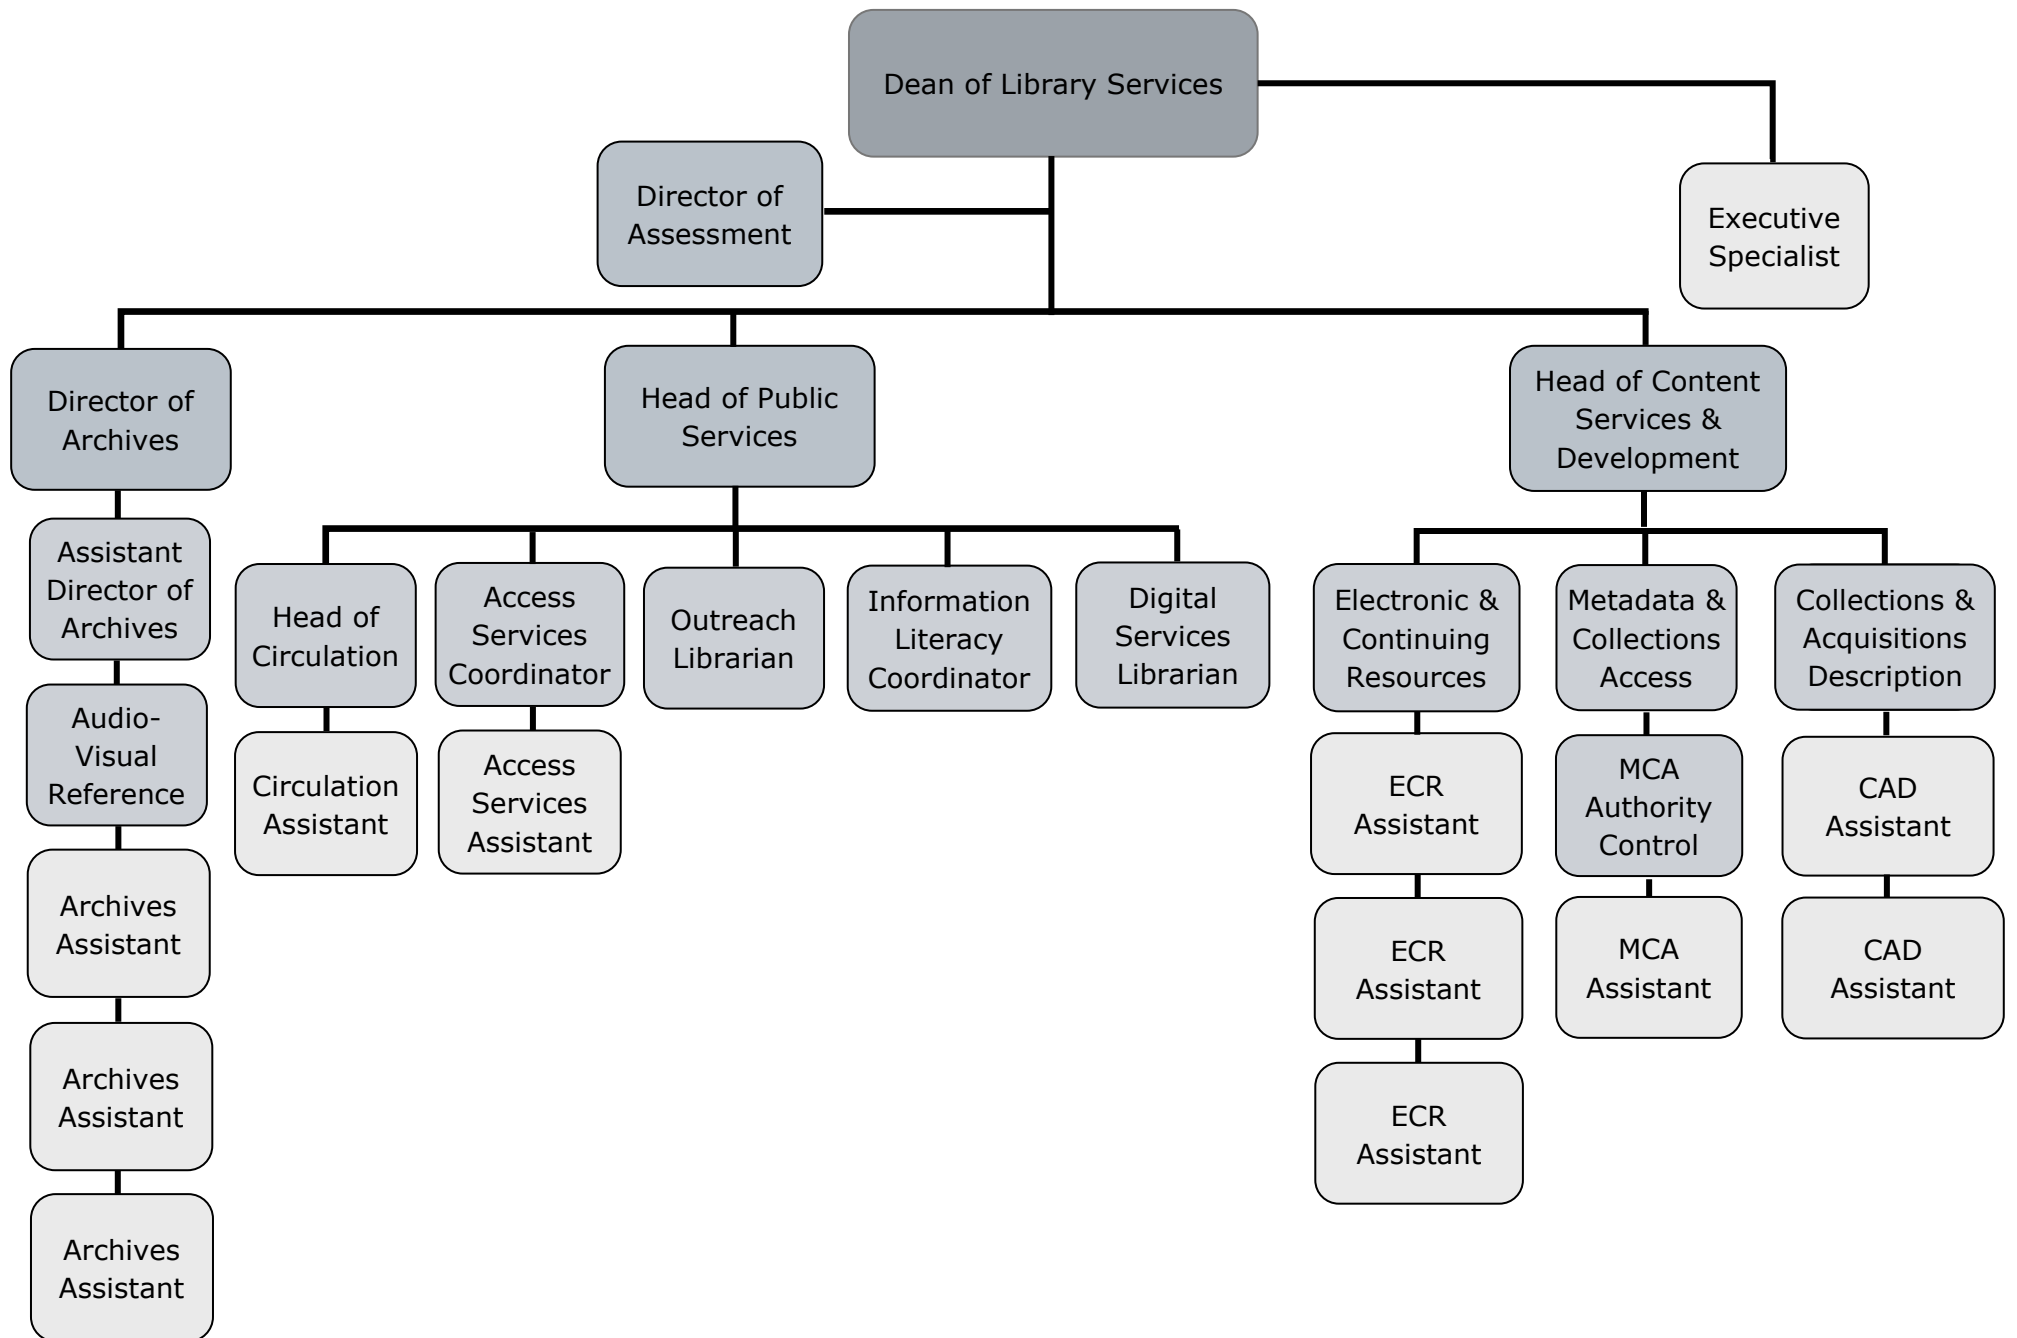 Dean of Library Services
Director of
Assessment
Executive
Specialist
Director of
Archives
Head of Public
Services
Head of Content
Services &
Development
Assistant
Director of
Archives
Head of
Circulation
Access
Services
Coordinator
Outreach
Librarian
Information
Literacy
Coordinator
Digital
Services
Librarian
Electronic &
Continuing
Resources
Metadata &
Collections
Access
Collections &
Acquisitions
Description
Audio-
Visual
Reference
Circulation
Assistant
Access
Services
Assistant
ECR
Assistant
MCA
Authority
Control
CAD
Assistant
Archives
Assistant
ECR
Assistant
MCA
Assistant
CAD
Assistant
Archives
Assistant
ECR
Assistant
Archives
Assistant